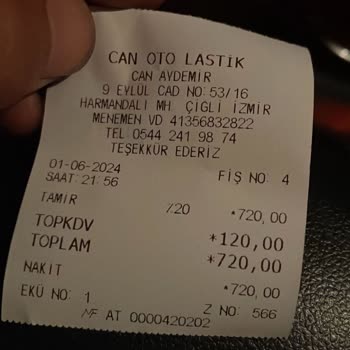 CAN OTO LASTİK
CAN AYDEMİR
9 EYLÜL CAD NO:53/16
HARMANDALI MH ÇİGLİ İZMİR
MENEMEN VD 41356832822
TEL 0544 241 98 74
TEŞEKKÜR EDERİZ
01-06-2024
SAAT:21:56 FİŞ NO: 4
TAMİR %20 *720,00
TOPKDV *120,00
TOPLAM *720,00
NAKİT *720,00
EKÜ NO: 1 Z NO: 566
MF AT 0000420202